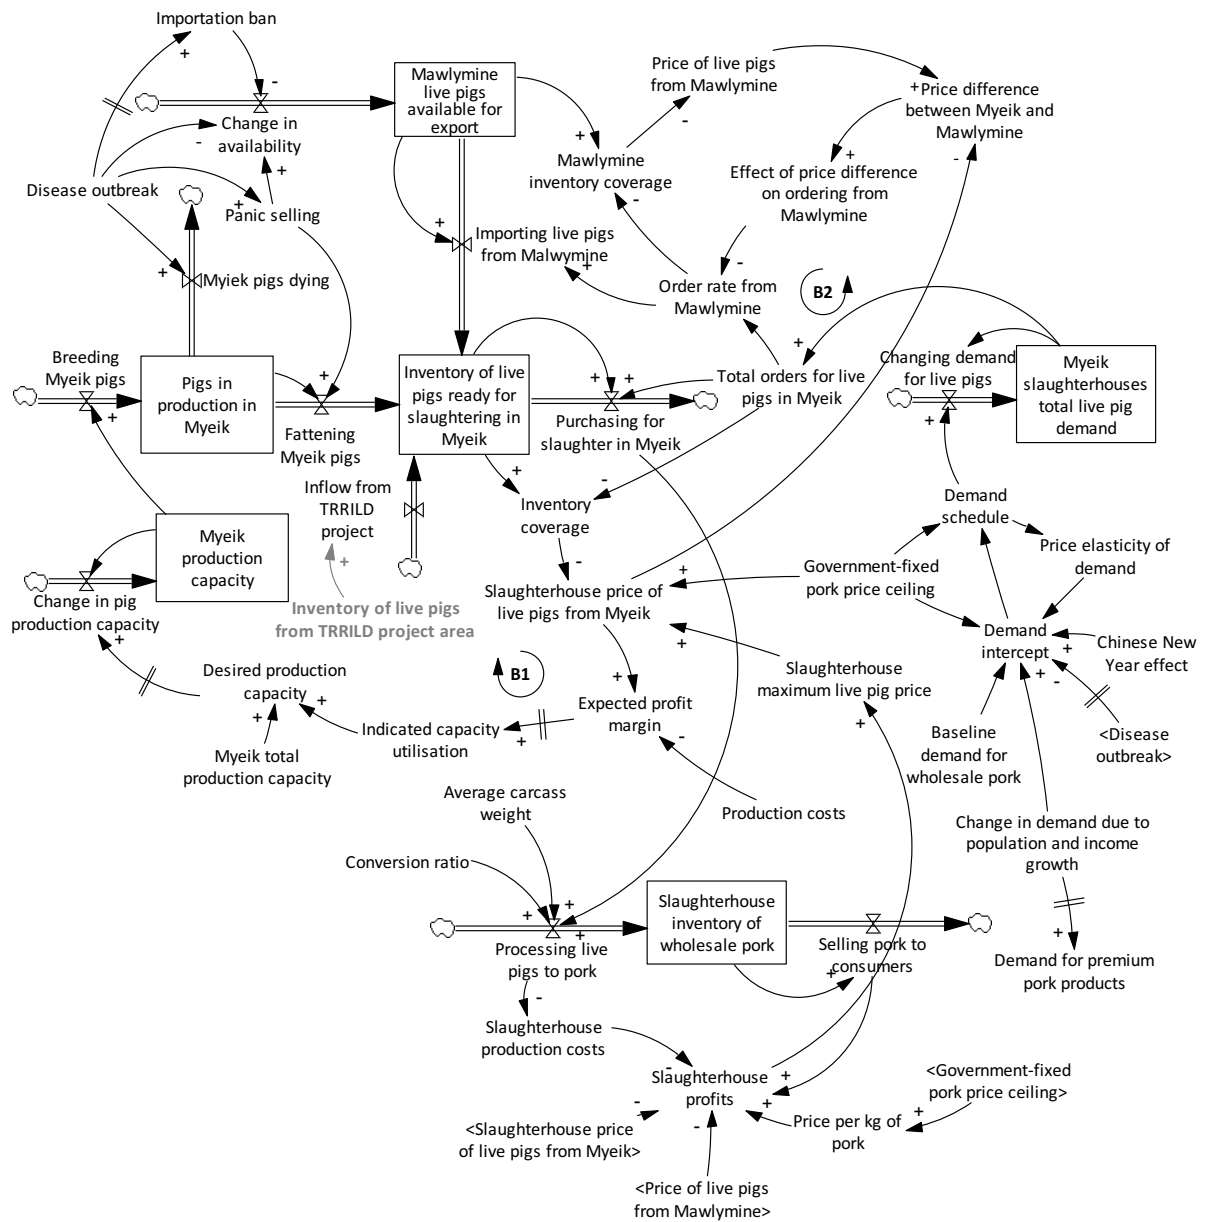 Importation ban
+
-
Mawlymine
live pigs
available for
export
Price of live pigs
from Mawlymine
-
+
Price difference
between Myeik and
Mawlymine
-
Change in
availability
-
+
+
Mawlymine
inventory coverage
-
+
Effect of price difference
on ordering from
Mawlymine
-
Disease outbreak
+
Panic selling
+
Importing live pigs
from Malwymine
+
+
Myiek pigs dying
Order rate from
Mawlymine
B2
+
Breeding
Myeik pigs
+
Pigs in
production in
Myeik
+
Fattening
Myeik pigs
Inventory of live
pigs ready for
slaughtering in
Myeik
+
+
Purchasing for
slaughter in Myeik
Total orders for live
pigs in Myeik
Changing demand
for live pigs
+
Myeik
slaughterhouses
total live pig
demand
Inflow from
TRRILD
project
+
+
-
Inventory
coverage
-
Demand
schedule
Price elasticity of
demand
Myeik
production
capacity
Change in pig
production capacity
+
Inventory of live pigs
from TRRILD project area
Slaughterhouse price of
live pigs from Myeik
+
+
Government-fixed
pork price ceiling
Demand
intercept
+
+
-
Chinese New
Year effect
B1
Slaughterhouse
maximum live pig price
+
Desired production
capacity
+
+
Indicated capacity
utilisation
+
+
Expected profit
margin
-
Baseline
demand for
wholesale pork
<Disease
outbreak>
Myeik total
production capacity
Average carcass
weight
Production costs
Change in demand due to
population and income
growth
Conversion ratio
+
+
+
Processing live
pigs to pork
Slaughterhouse
inventory of
wholesale pork
Selling pork to
consumers
+
+
Demand for premium
pork products
-
Slaughterhouse
production costs
-
Slaughterhouse
profits
+
+
-
-
<Government-fixed
pork price ceiling>
+
Price per kg of
pork
<Slaughterhouse price
of live pigs from Myeik>
<Price of live pigs
from Mawlymine>